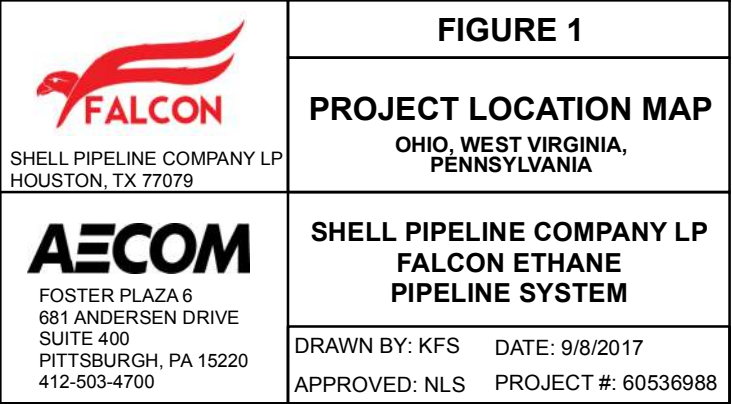 FALCON
SHELL PIPELINE COMPANY LP
HOUSTON, TX 77079
FIGURE 1
PROJECT LOCATION MAP
OHIO, WEST VIRGINIA,
PENNSYLVANIA
AECOM
FOSTER PLAZA 6
681 ANDERSEN DRIVE
SUITE 400
PITTSBURGH, PA 15220
412-503-4700
SHELL PIPELINE COMPANY LP
FALCON ETHANE
PIPELINE SYSTEM
DRAWN BY: KFS DATE: 9/8/2017
APPROVED: NLS PROJECT #: 60536988